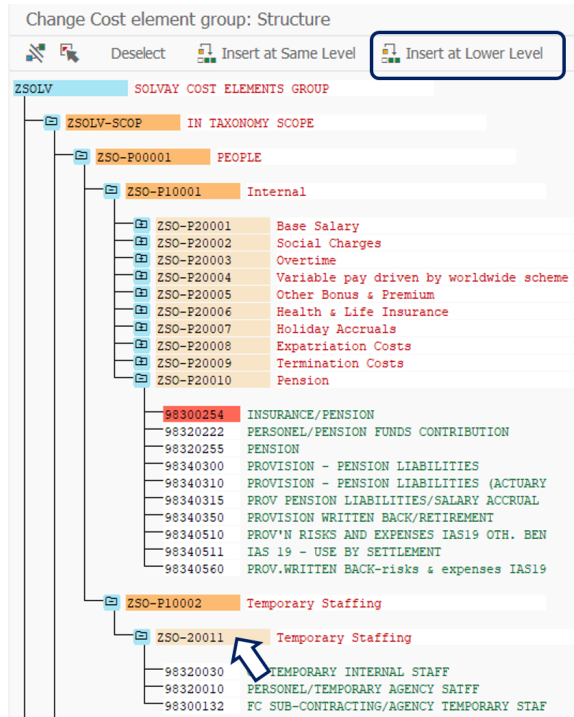 Change Cost element group: Structure
Deselect Insert at Same Level Insert at Lower Level
ZSOLV SOLVAY COST ELEMENTS GROUP
ZSOLV-SCOP IN TAXONOMY SCOPE
ZSO-P00001 PEOPLE
ZSO-P10001 Internal
ZSO-P20001 Base Salary
ZSO-P20002 Social Charges
ZSO-P20003 Overtime
ZSO-P20004 Variable pay driven by worldwide scheme
ZSO-P20005 Other Bonus & Premium
ZSO-P20006 Health & Life Insurance
ZSO-P20007 Holiday Accruals
ZSO-P20008 Expatriation Costs
ZSO-P20009 Termination Costs
ZSO-P20010 Pension
98300254 INSURANCE/PENSION
98320222 PERSONEL/PENSION FUNDS CONTRIBUTION
98320255 PENSION
98340300 PROVISION - PENSION LIABILITIES
98340310 PROVISION - PENSION LIABILITIES (ACTUARY
98340315 PROV PENSION LIABILITIES/SALARY ACCRUAL
98340350 PROVISION WRITTEN BACK/RETIREMENT
98340510 PROV'N RISKS AND EXPENSES IAS19 OTH. BEN
98340511 IAS 19 - USE BY SETTLEMENT
98340560 PROV.WRITTEN BACK-risks & expenses IAS19
ZSO-P10002 Temporary Staffing
ZSO-20011 Temporary Staffing
98320030 TEMPORARY INTERNAL STAFF
98320010 PERSONEL/TEMPORARY AGENCY SATFF
98300132 FC SUB-CONTRACTING/AGENCY TEMPORARY STAF